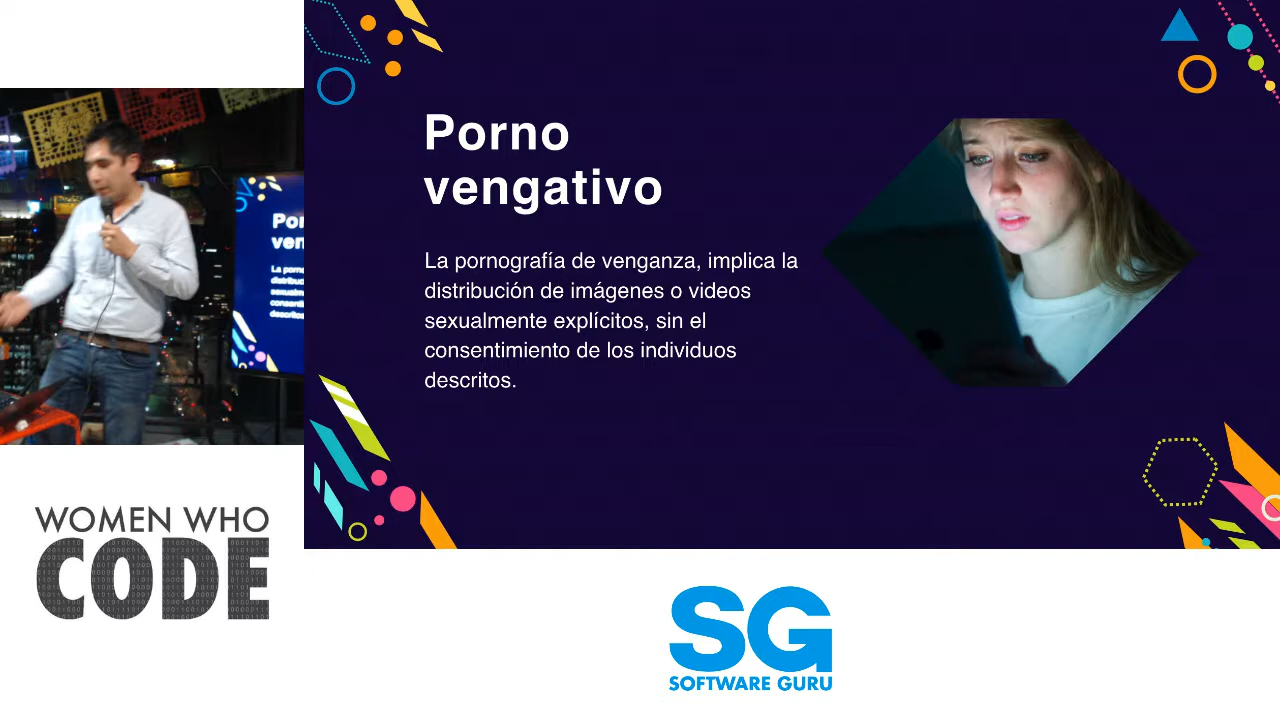 Porno
vengativo
La pornografía de venganza, implica la
distribución de imágenes o videos
sexualmente explícitos, sin el
consentimiento de los individuos
descritos.
WOMEN WHO
CODE
SG
SOFTWARE GURU